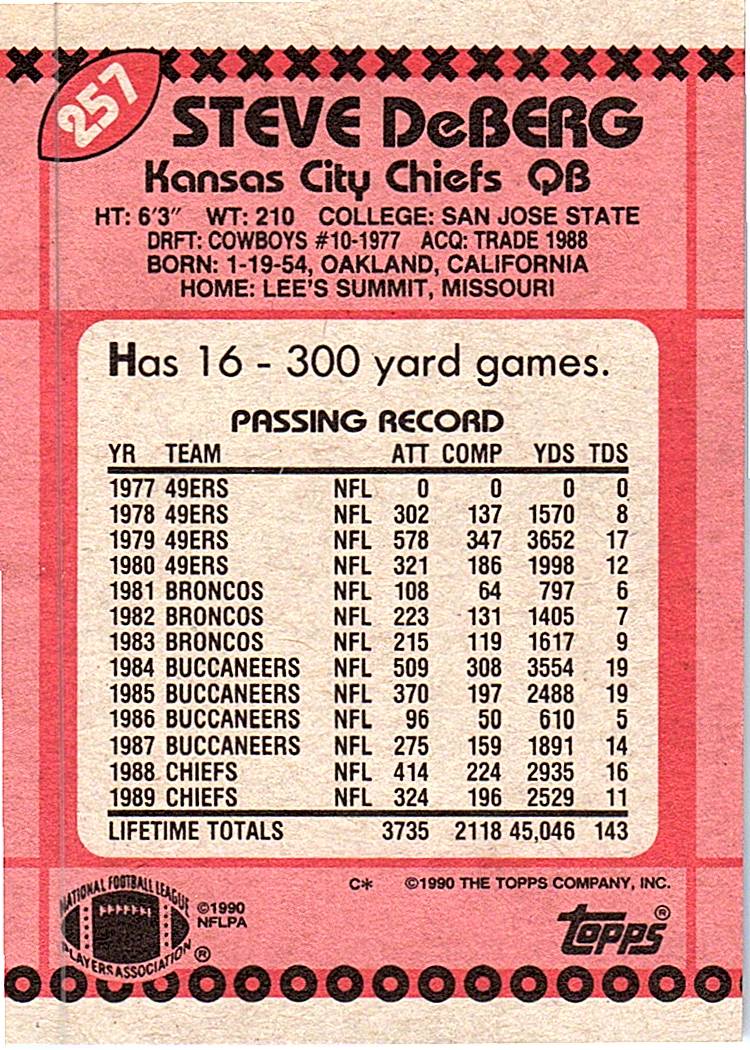 257
STEVE DeBERG
Kansas City Chiefs QB
HT: 6'3" WT: 210 COLLEGE: SAN JOSE STATE
DRFT: COWBOYS #10-1977 ACQ: TRADE 1988
BORN: 1-19-54, OAKLAND, CALIFORNIA
HOME: LEE'S SUMMIT, MISSOURI
Has 16 - 300 yard games.
PASSING RECORD
YR TEAM ATT COMP YDS TDS
1977 49ERS NFL 0 0 0 0
1978 49ERS NFL 302 137 1570 8
1979 49ERS NFL 578 347 3652 17
1980 49ERS NFL 321 186 1998 12
1981 BRONCOS NFL 108 64 797 6
1982 BRONCOS NFL 223 131 1405 7
1983 BRONCOS NFL 215 119 1617 9
1984 BUCCANEERS NFL 509 308 3554 19
1985 BUCCANEERS NFL 370 197 2488 19
1986 BUCCANEERS NFL 96 50 610 5
1987 BUCCANEERS NFL 275 159 1891 14
1988 CHIEFS NFL 414 224 2935 16
1989 CHIEFS NFL 324 196 2529 11
LIFETIME TOTALS 3735 2118 45,046 143
C* ©1990 THE TOPPS COMPANY, INC.
NATIONAL FOOTBALL LEAGUE
PLAYERS ASSOCIATION ®
©1990
NFLPA
topps ®